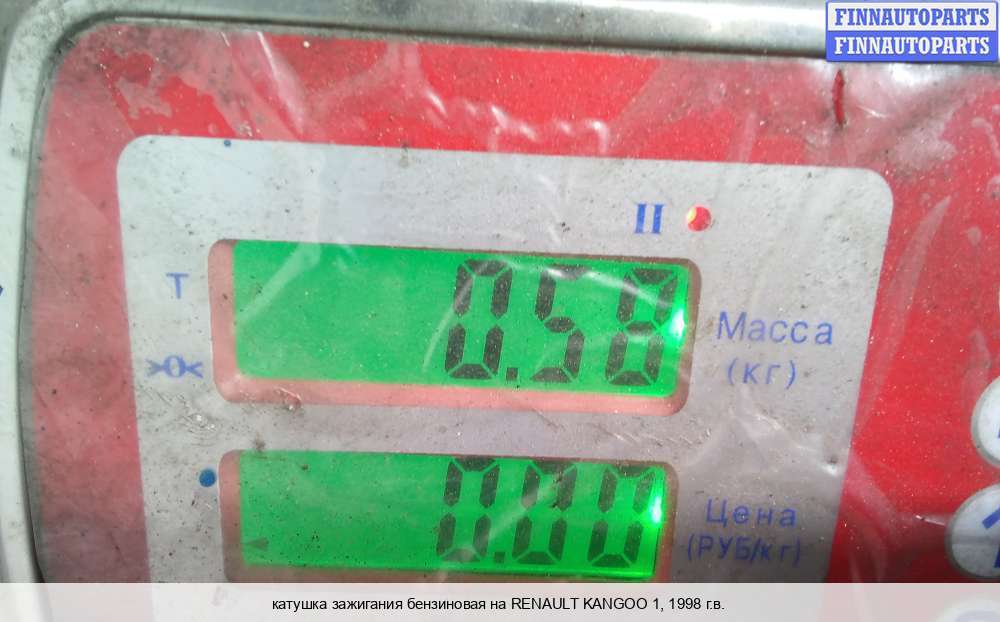 FINNAUTOPARTS
FINNAUTOPARTS
II
T
0.58
Масса
(кг)
>0<
0.00
Цена
(РУБ/кг)
катушка зажигания бензиновая на RENAULT KANGOO 1, 1998 г.в.